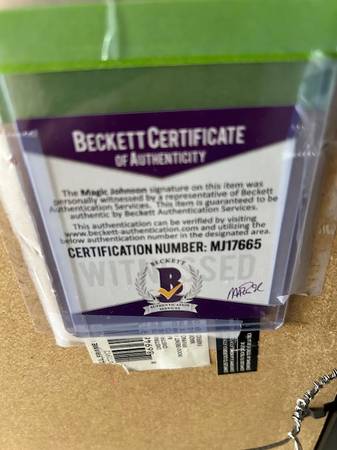 BECKETT CERTIFICATE
OF AUTHENTICITY
The Magic Johnson signature on this item was
personally witnessed by a representative of Beckett
Authentication Services. This item is guaranteed to be
authentic by Beckett Authentication Services.
This authentication can be verified by visiting
www.beckett-authentication.com and utilizing the
below authentication number in the designated area.
CERTIFICATION NUMBER: MJ17665
WITNESSED
BECKETT
B
AUTHENTICATION
SERVICES